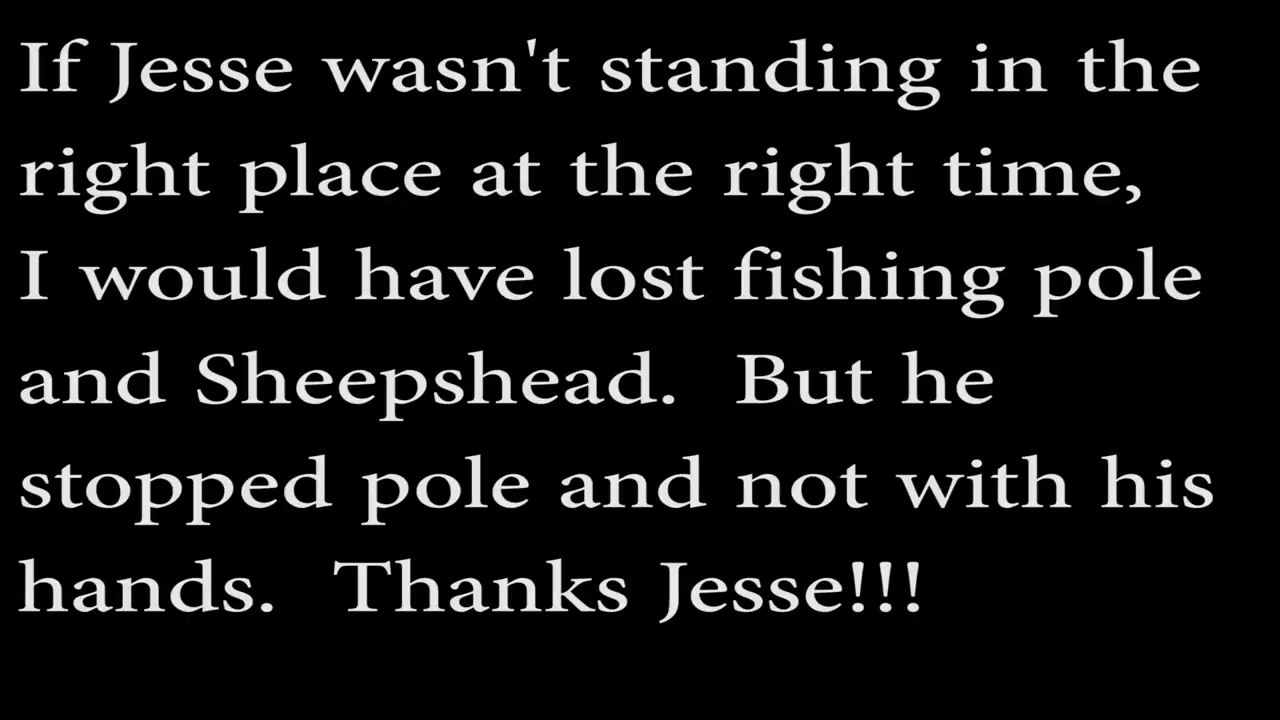 If Jesse wasn't standing in the
right place at the right time,
I would have lost fishing pole
and Sheepshead.  But he
stopped pole and not with his
hands.  Thanks Jesse!!!